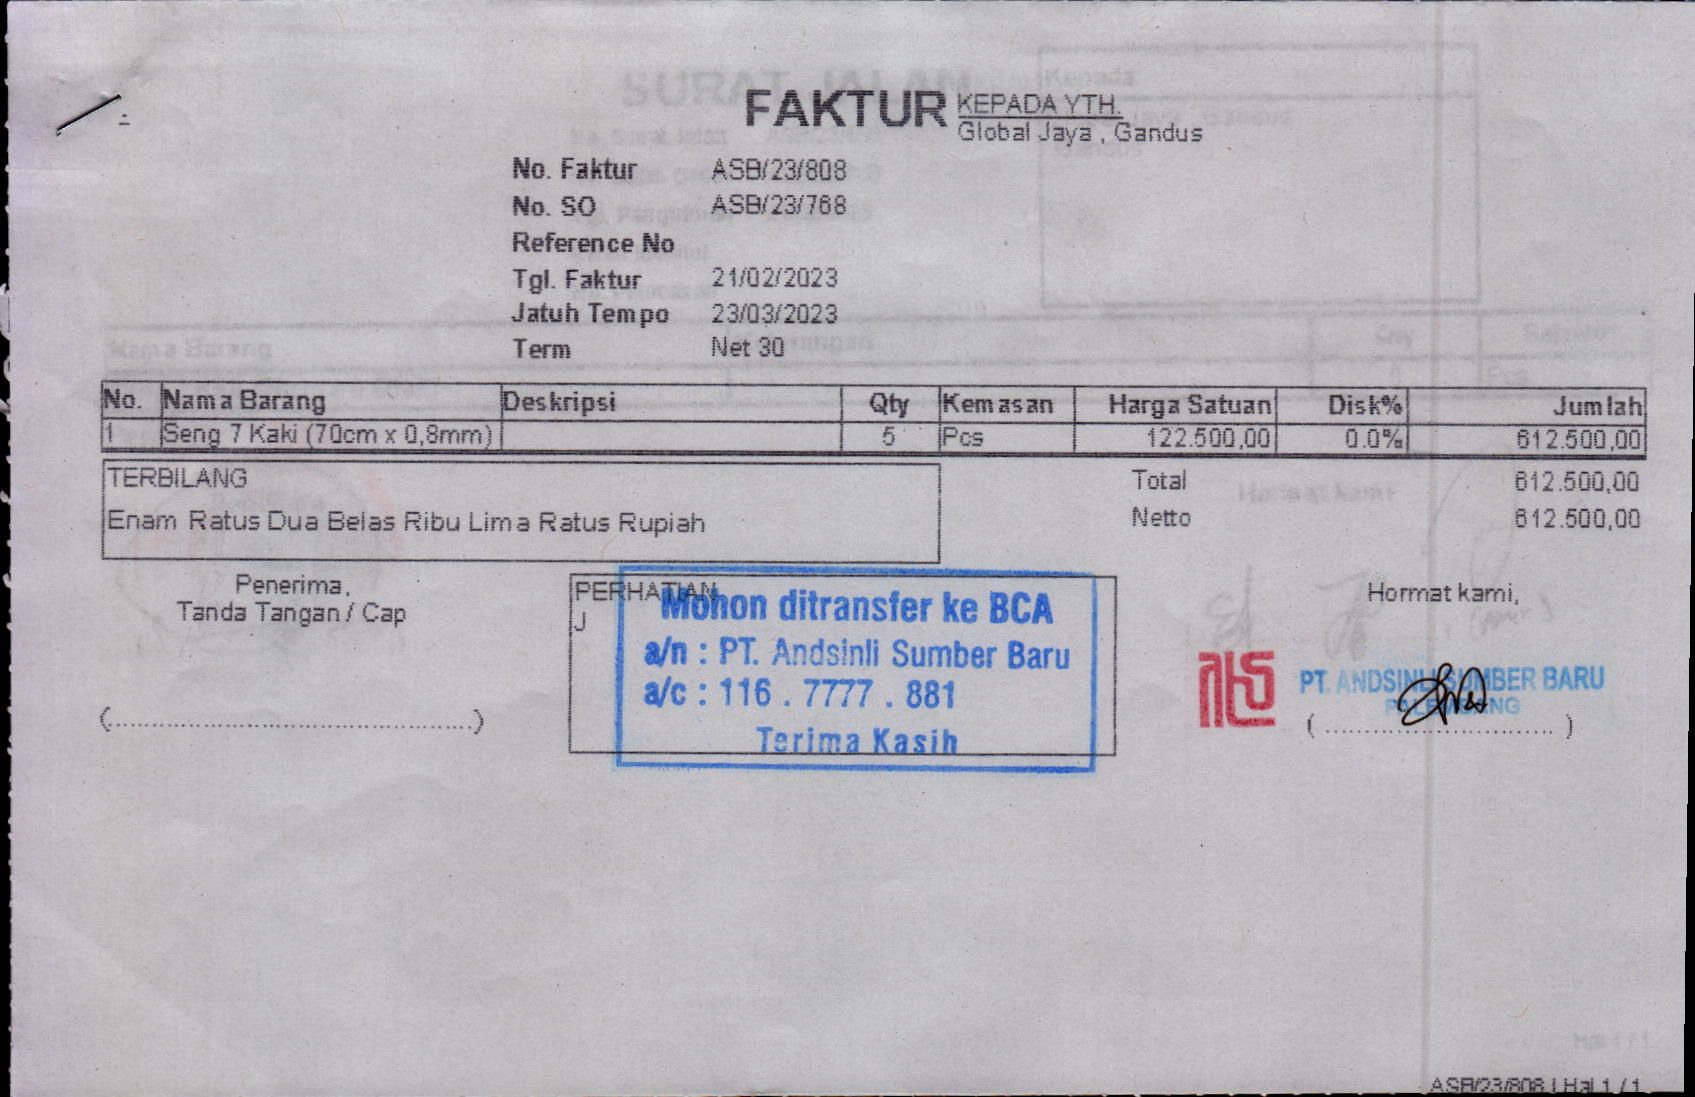 FAKTUR
KEPADA YTH.
Global Jaya , Gandus
No. Faktur ASB/23/808
No. SO ASB/23/768
Reference No
Tgl. Faktur 21/02/2023
Jatuh Tempo 23/03/2023
Term Net 30
No. Nama Barang Deskripsi Qty Kemasan Harga Satuan Disk% Jumlah
1 Seng 7 Kaki (70cm x 0,8mm) 5 Pcs 122.500,00 0.0% 612.500,00
TERBILANG
Enam Ratus Dua Belas Ribu Lima Ratus Rupiah
Total 612.500,00
Netto 612.500,00
Penerima,
Tanda Tangan / Cap
(..........................................)
PERHATIAN
J
Mohon ditransfer ke BCA
a/n : PT. Andsinli Sumber Baru
a/c : 116 . 7777 . 881
Terima Kasih
Hormat kami,
PT. ANDSINLI SUMBER BARU
PALEMBANG
( ............................ )
ASB/23/808 | Hal 1 / 1